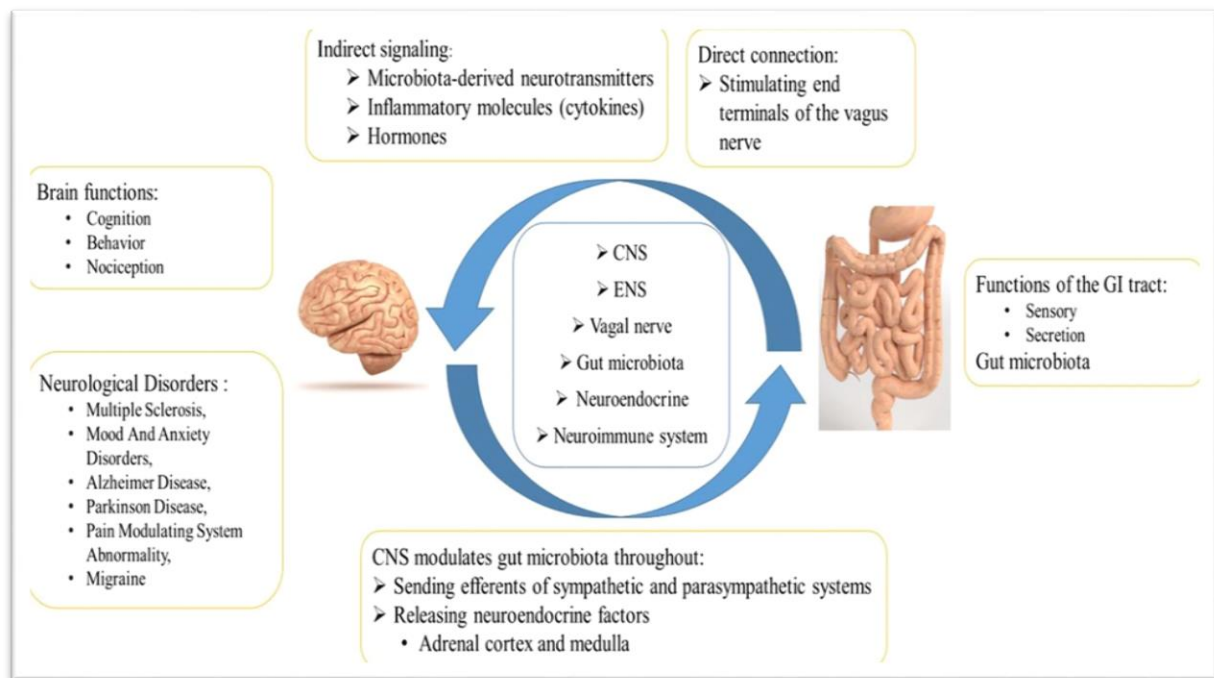 Indirect signaling:
➢ Microbiota-derived neurotransmitters
➢ Inflammatory molecules (cytokines)
➢ Hormones
Direct connection:
➢ Stimulating end
terminals of the vagus
nerve
Brain functions:
• Cognition
• Behavior
• Nociception
➢ CNS
➢ ENS
➢ Vagal nerve
➢ Gut microbiota
➢ Neuroendocrine
➢ Neuroimmune system
Functions of the GI tract:
• Sensory
• Secretion
Gut microbiota
Neurological Disorders :
• Multiple Sclerosis,
• Mood And Anxiety
Disorders,
• Alzheimer Disease,
• Parkinson Disease,
• Pain Modulating System
Abnormality,
• Migraine
CNS modulates gut microbiota throughout:
➢ Sending efferents of sympathetic and parasympathetic systems
➢ Releasing neuroendocrine factors
• Adrenal cortex and medulla